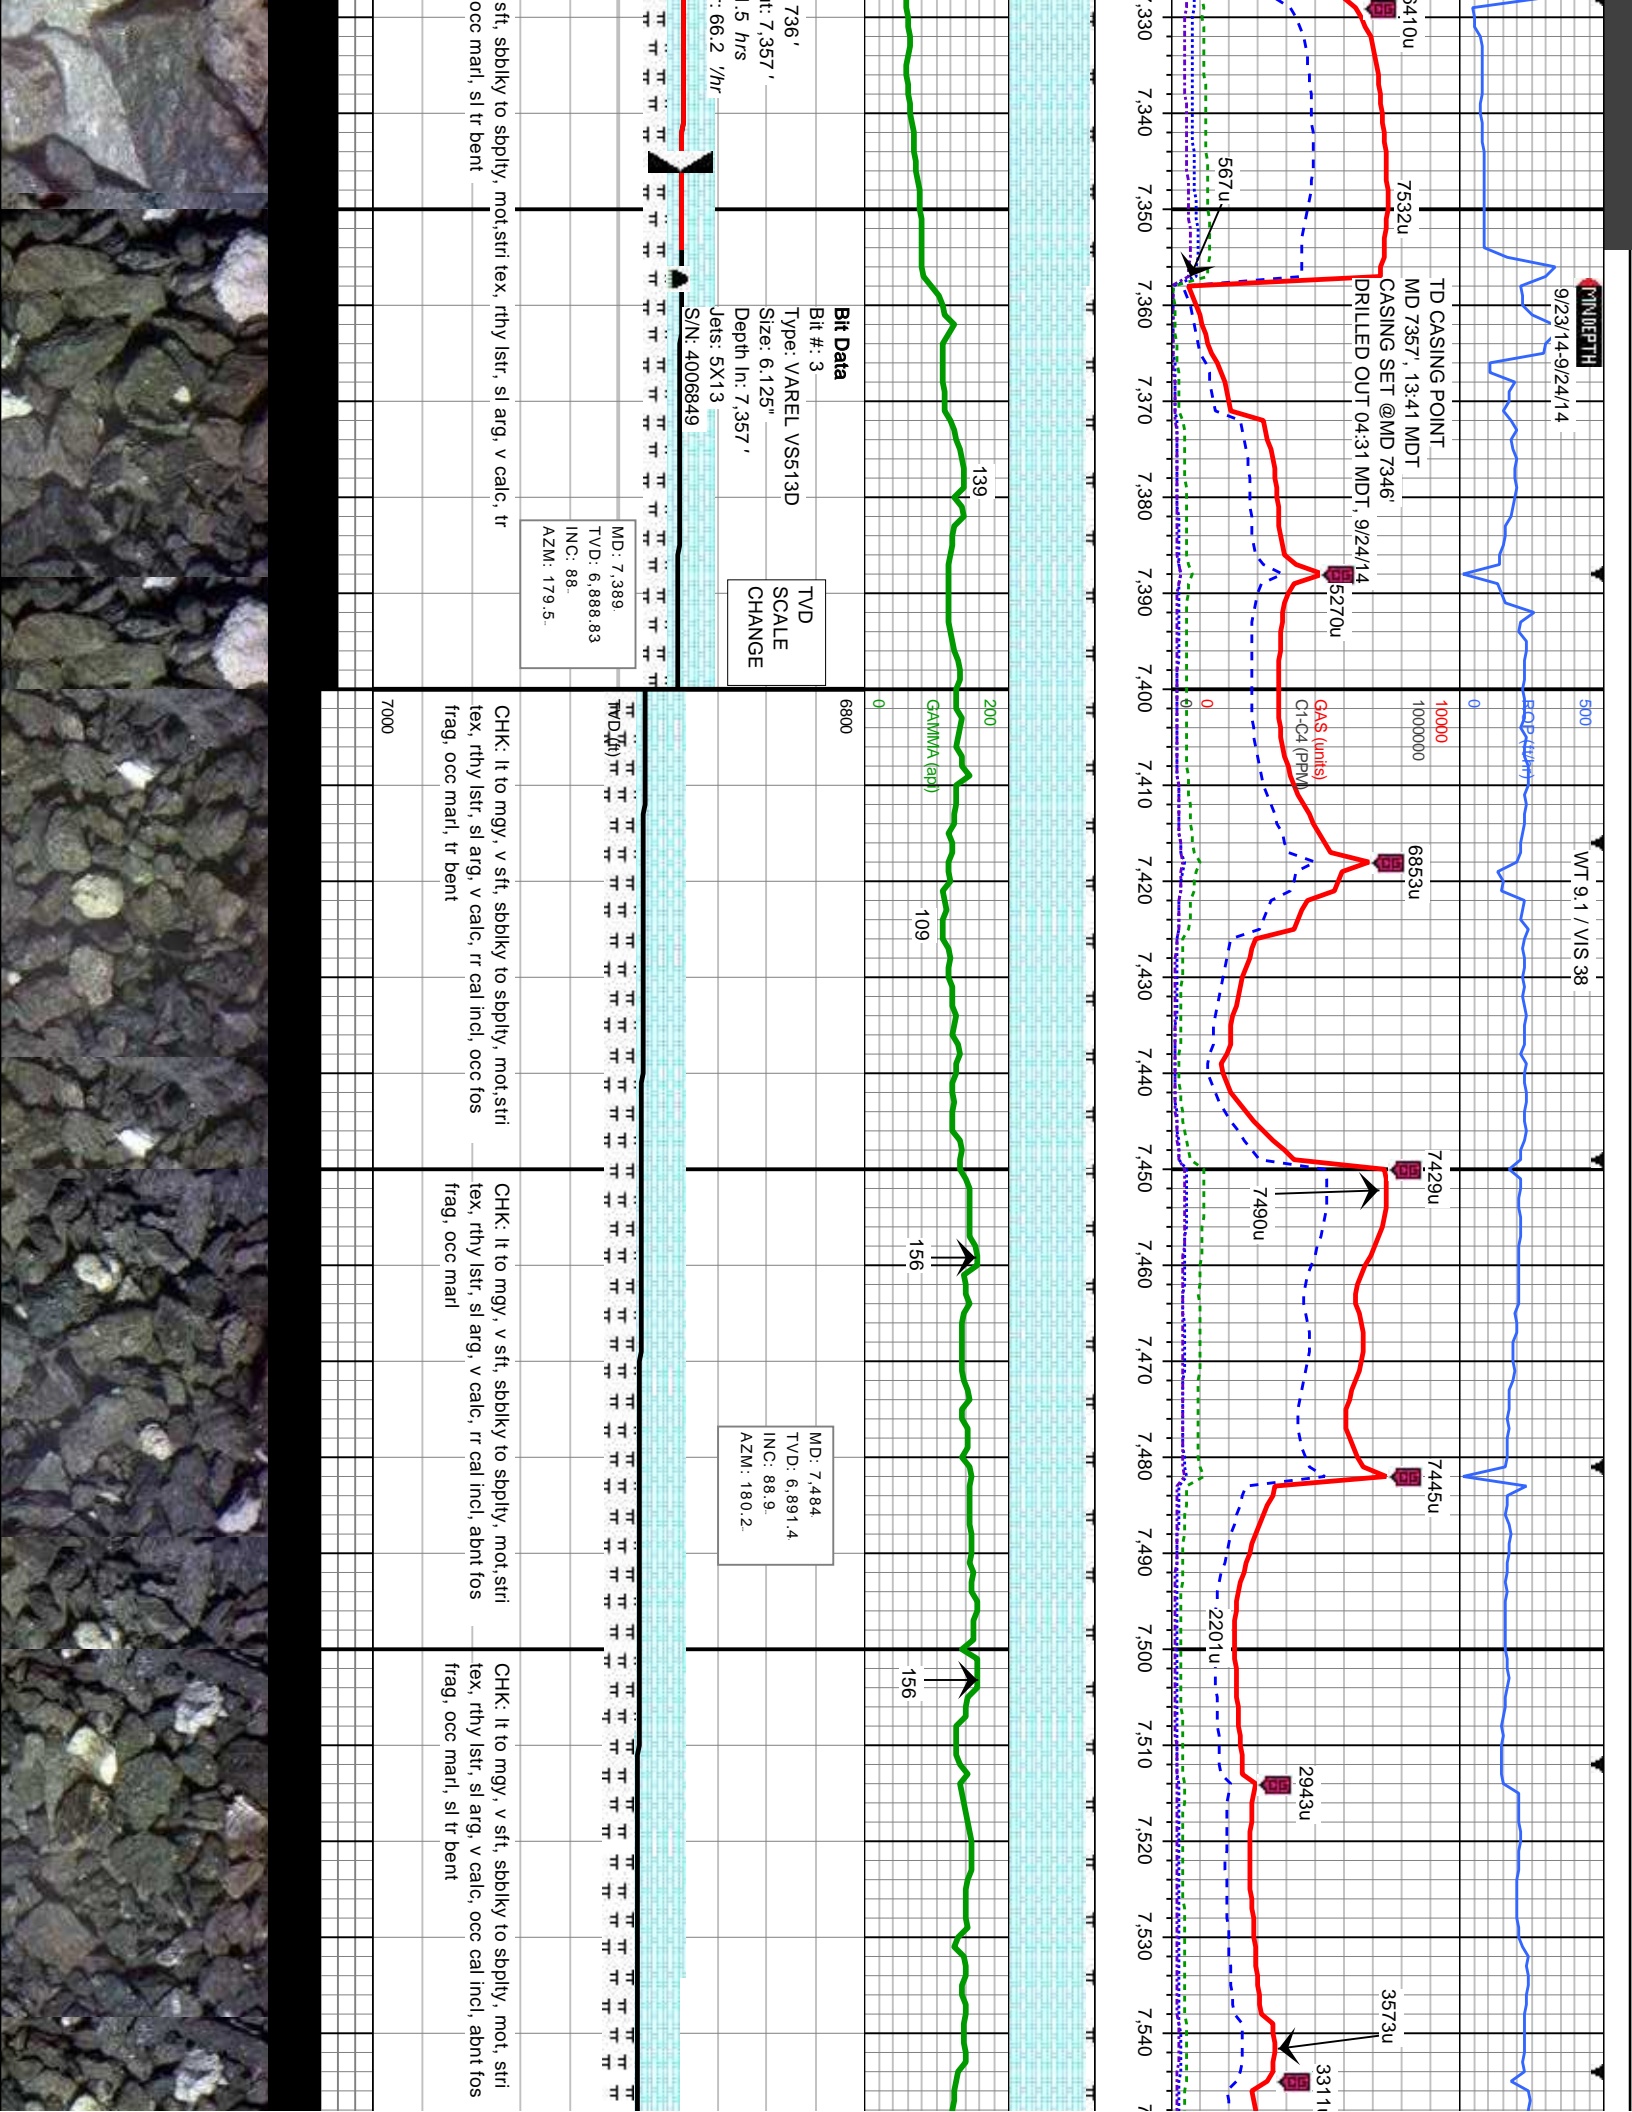 500
ROP (ft/hr)
0
10000
1000000
GAS (units)
C1-C4 (PPM)
0
0
9/23/14-9/24/14
WT 9.1 / VIS 38
TD CASING POINT
MD 7357', 13:41 MDT
CASING SET @MD 7346'
DRILLED OUT 04:31 MDT, 9/24/14
6410u
7532u
567u
5270u
6853u
7429u
7490u
7445u
2201u
2943u
3573u
7,330
7,340
7,350
7,360
7,370
7,380
7,390
7,400
7,410
7,420
7,430
7,440
7,450
7,460
7,470
7,480
7,490
7,500
7,510
7,520
7,530
7,540
200
GAMMA (api)
0
139
109
156
156
736'
7,357 '
.5 hrs
66.2 '/hr
Bit Data
Bit #: 3
Type: VAREL VS513D
Size: 6.125"
Depth In: 7,357 '
Jets: 5X13
S/N: 4006849
TVD
SCALE
CHANGE
6800
TVD (ft)
7000
MD: 7,389
TVD: 6,888.83
INC: 88
AZM: 179.5
MD: 7,484
TVD: 6,891.4
INC: 88.9
AZM: 180.2
sft, sbblky to sbplty, mot,stri tex, rthy lstr, sl arg, v calc, tr
occ marl, sl tr bent
CHK: lt to mgy, v sft, sbblky to sbplty, mot,stri
tex, rthy lstr, sl arg, v calc, rr cal incl, occ fos
frag, occ marl, tr bent
CHK: lt to mgy, v sft, sbblky to sbplty, mot,stri
tex, rthy lstr, sl arg, v calc, rr cal incl, abnt fos
frag, occ marl
CHK: lt to mgy, v sft, sbblky to sbplty, mot, stri
tex, rthy lstr, sl arg, v calc, occ cal incl, abnt fos
frag, occ marl, sl tr bent